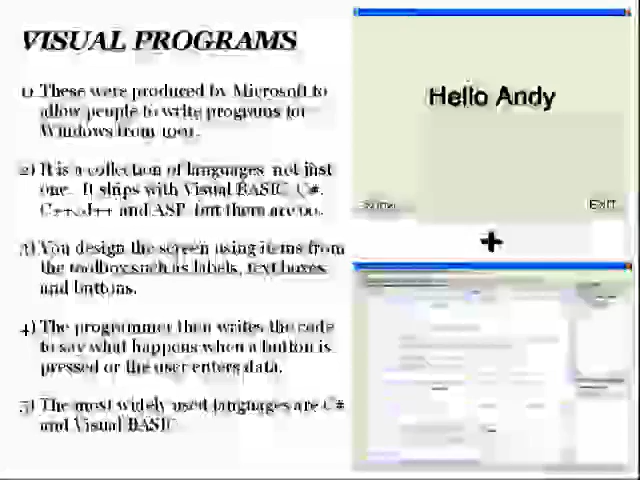 VISUAL PROGRAMS
1) These were produced by Microsoft to
allow people to write programs for
Windows from 1991.
2) It is a collection of languages, not just
one. It ships with Visual BASIC, C#,
C++, J++ and ASP, but there are
3) You design the screen using items from
the toolbox such as labels, text boxes
and buttons.
4) The programmer then writes the code
to say what happens when a button is
pressed or the user enters data.
5) The most widely used languages are C#
and Visual BASIC
Hello Andy
EXIT
+